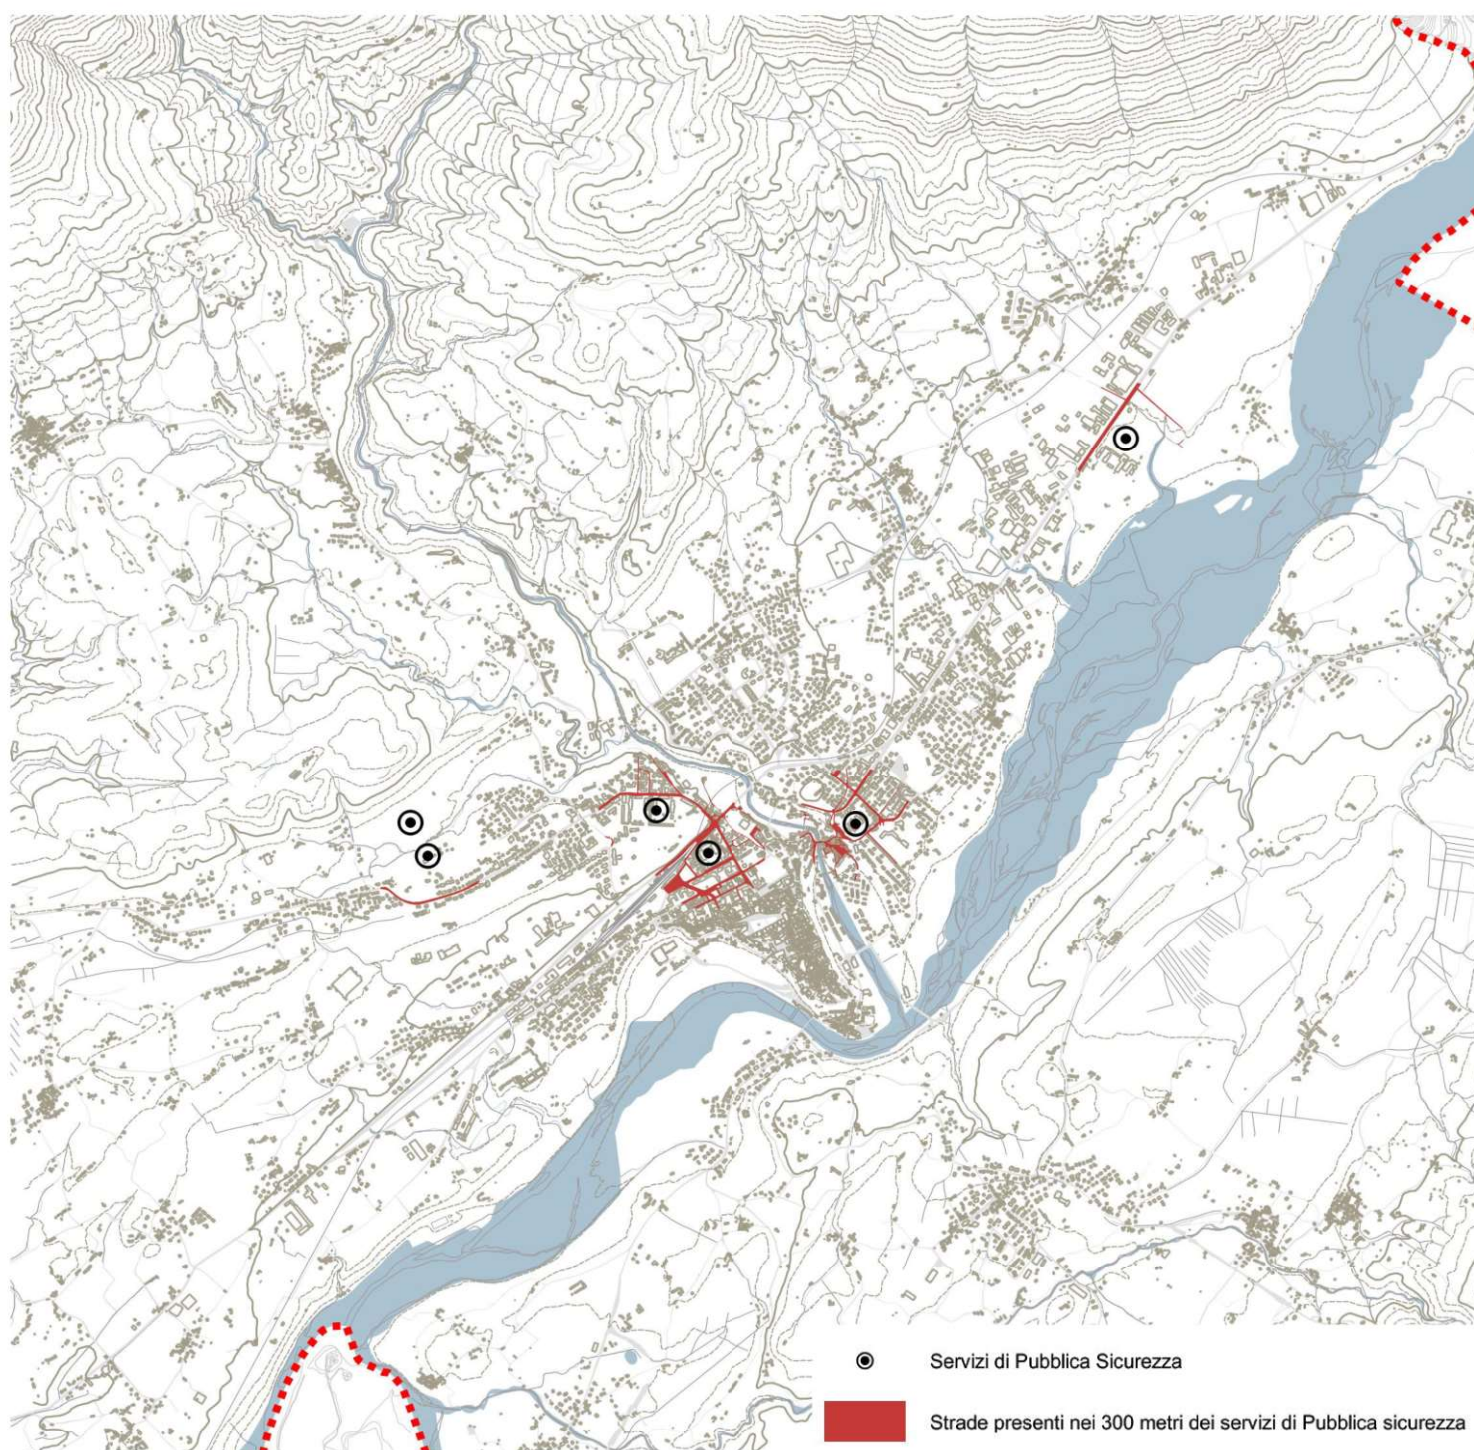 Servizi di Pubblica Sicurezza
Strade presenti nei 300 metri dei servizi di Pubblica sicurezza